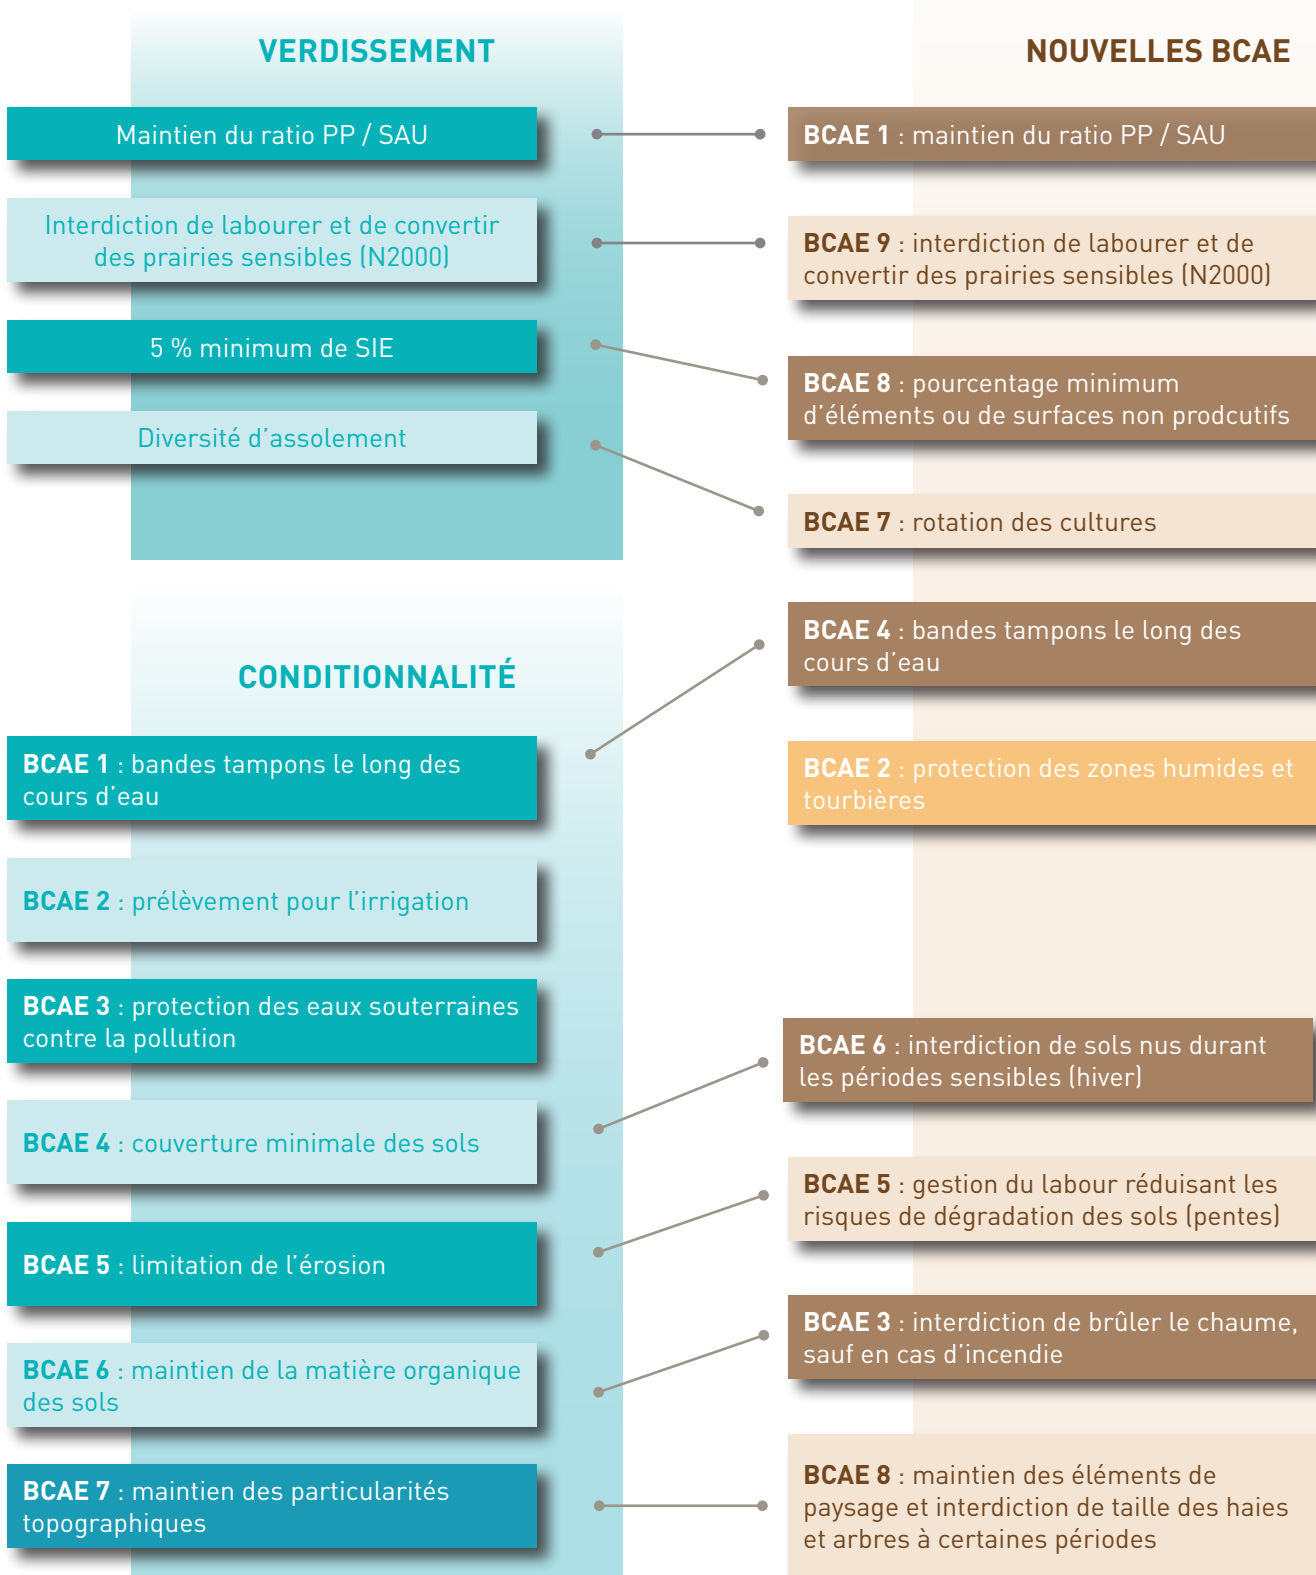 VERDISSEMENT
Maintien du ratio PP / SAU
Interdiction de labourer et de convertir
des prairies sensibles (N2000)
5 % minimum de SIE
Diversité d'assolement
CONDITIONNALITÉ
BCAE 1 : bandes tampons le long des
cours d'eau
BCAE 2 : prélèvement pour l'irrigation
BCAE 3 : protection des eaux souterraines
contre la pollution
BCAE 4 : couverture minimale des sols
BCAE 5 : limitation de l'érosion
BCAE 6 : maintien de la matière organique
des sols
BCAE 7 : maintien des particularités
topographiques
NOUVELLES BCAE
BCAE 1 : maintien du ratio PP / SAU
BCAE 9 : interdiction de labourer et de
convertir des prairies sensibles (N2000)
BCAE 8 : pourcentage minimum
d'éléments ou de surfaces non prodcutifs
BCAE 7 : rotation des cultures
BCAE 4 : bandes tampons le long des
cours d'eau
BCAE 2 : protection des zones humides et
tourbières
BCAE 6 : interdiction de sols nus durant
les périodes sensibles (hiver)
BCAE 5 : gestion du labour réduisant les
risques de dégradation des sols (pentes)
BCAE 3 : interdiction de brûler le chaume,
sauf en cas d'incendie
BCAE 8 : maintien des éléments de
paysage et interdiction de taille des haies
et arbres à certaines périodes